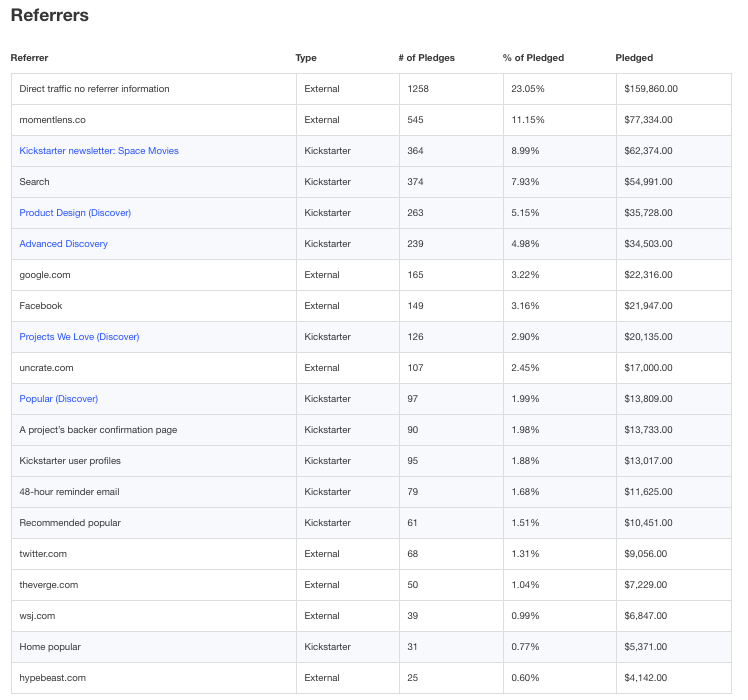 Referrers
Referrer Type # of Pledges % of Pledged Pledged
Direct traffic no referrer information External 1258 23.05% $159,860.00
momentlens.co External 545 11.15% $77,334.00
Kickstarter newsletter: Space Movies Kickstarter 364 8.99% $62,374.00
Search Kickstarter 374 7.93% $54,991.00
Product Design (Discover) Kickstarter 263 5.15% $35,728.00
Advanced Discovery Kickstarter 239 4.98% $34,503.00
google.com External 165 3.22% $22,316.00
Facebook External 149 3.16% $21,947.00
Projects We Love (Discover) Kickstarter 126 2.90% $20,135.00
uncrate.com External 107 2.45% $17,000.00
Popular (Discover) Kickstarter 97 1.99% $13,809.00
A project's backer confirmation page Kickstarter 90 1.98% $13,733.00
Kickstarter user profiles Kickstarter 95 1.88% $13,017.00
48-hour reminder email Kickstarter 79 1.68% $11,625.00
Recommended popular Kickstarter 61 1.51% $10,451.00
twitter.com External 68 1.31% $9,056.00
theverge.com External 50 1.04% $7,229.00
wsj.com External 39 0.99% $6,847.00
Home popular Kickstarter 31 0.77% $5,371.00
hypebeast.com External 25 0.60% $4,142.00